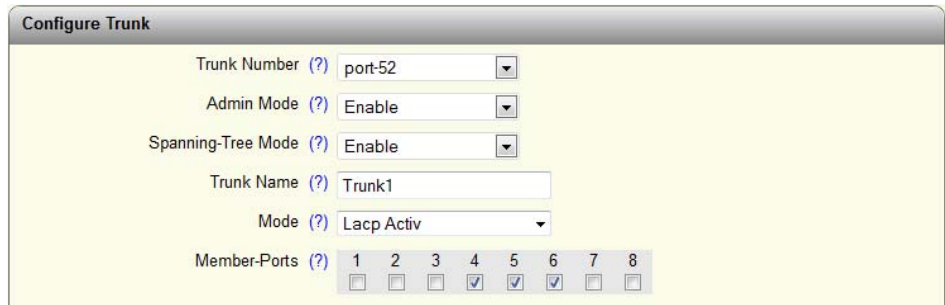 Configure Trunk
Trunk Number (?) port-52
Admin Mode (?) Enable
Spanning-Tree Mode (?) Enable
Trunk Name (?) Trunk1
Mode (?) Lacp Activ
Member-Ports (?) 1 2 3 4 5 6 7 8